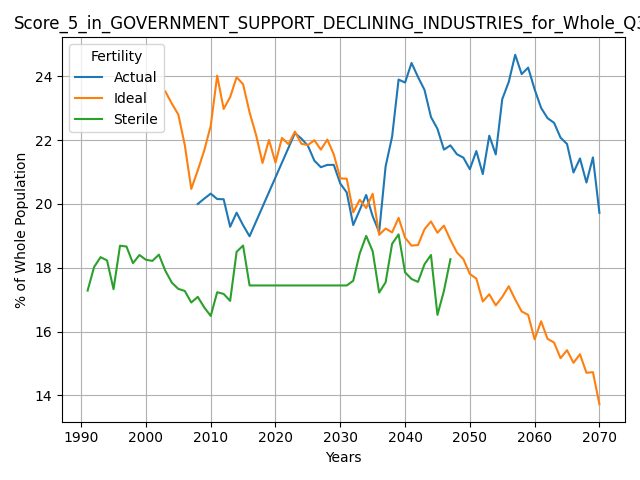 Score_5_in_GOVERNMENT_SUPPORT_DECLINING_INDUSTRIES_for_Whole_Q3
Fertility
Actual
Ideal
Sterile
% of Whole Population
24
22
20
18
16
14
1990 2000 2010 2020 2030 2040 2050 2060 2070
Years